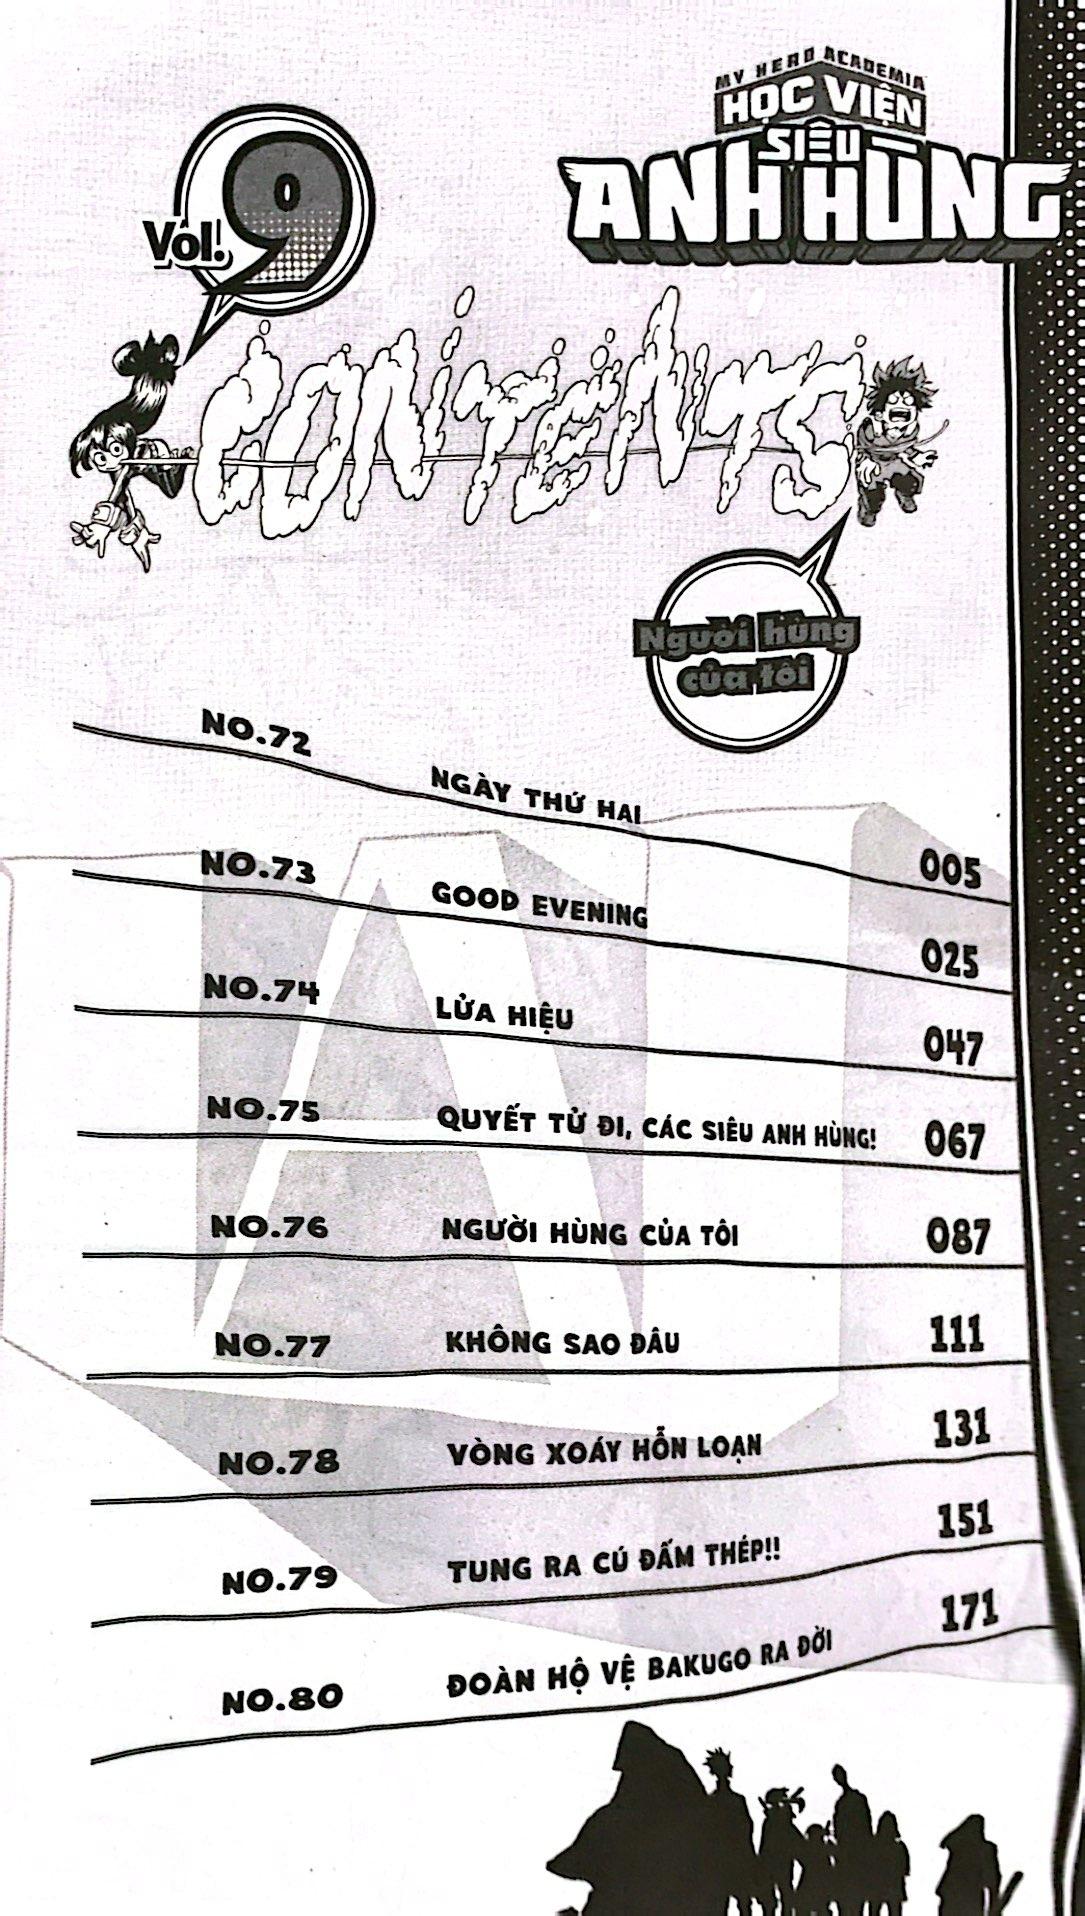 MY HERO ACADEMIA
HỌC VIỆN
SIÊU
ANH HÙNG
Vol. 9
CONTENTS
Người hùng
của tôi
NO.72 NGÀY THỨ HAI 005
NO.73 GOOD EVENING 025
NO.74 LỬA HIỆU 047
NO.75 QUYẾT TỬ ĐI, CÁC SIÊU ANH HÙNG! 067
NO.76 NGƯỜI HÙNG CỦA TÔI 087
NO.77 KHÔNG SAO ĐÂU 111
NO.78 VÒNG XOÁY HỖN LOẠN 131
NO.79 TUNG RA CÚ ĐẤM THÉP!! 151
NO.80 ĐOÀN HỘ VỆ BAKUGO RA ĐỜI 171